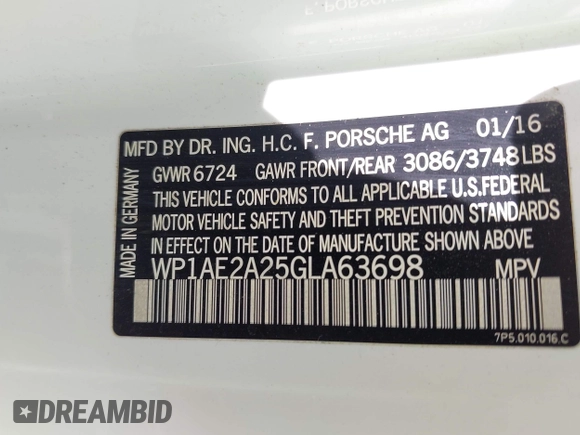 MFD BY DR. ING. H.C. F. PORSCHE AG 01/16
GVWR 6724 GAWR FRONT/REAR 3086/3748 LBS
THIS VEHICLE CONFORMS TO ALL APPLICABLE U.S. FEDERAL
MOTOR VEHICLE SAFETY AND THEFT PREVENTION STANDARDS
IN EFFECT ON THE DATE OF MANUFACTURE SHOWN ABOVE
WP1AE2A25GLA63698 MPV
7P5.010.016.C
MADE IN GERMANY
DREAMBID